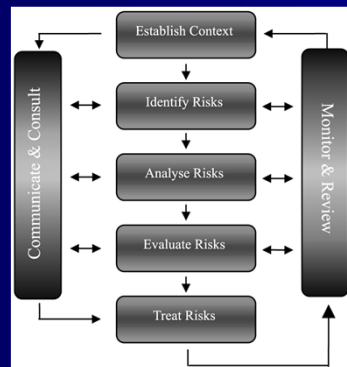 Establish Context
Identify Risks
Analyse Risks
Evaluate Risks
Treat Risks
Communicate & Consult
Monitor & Review